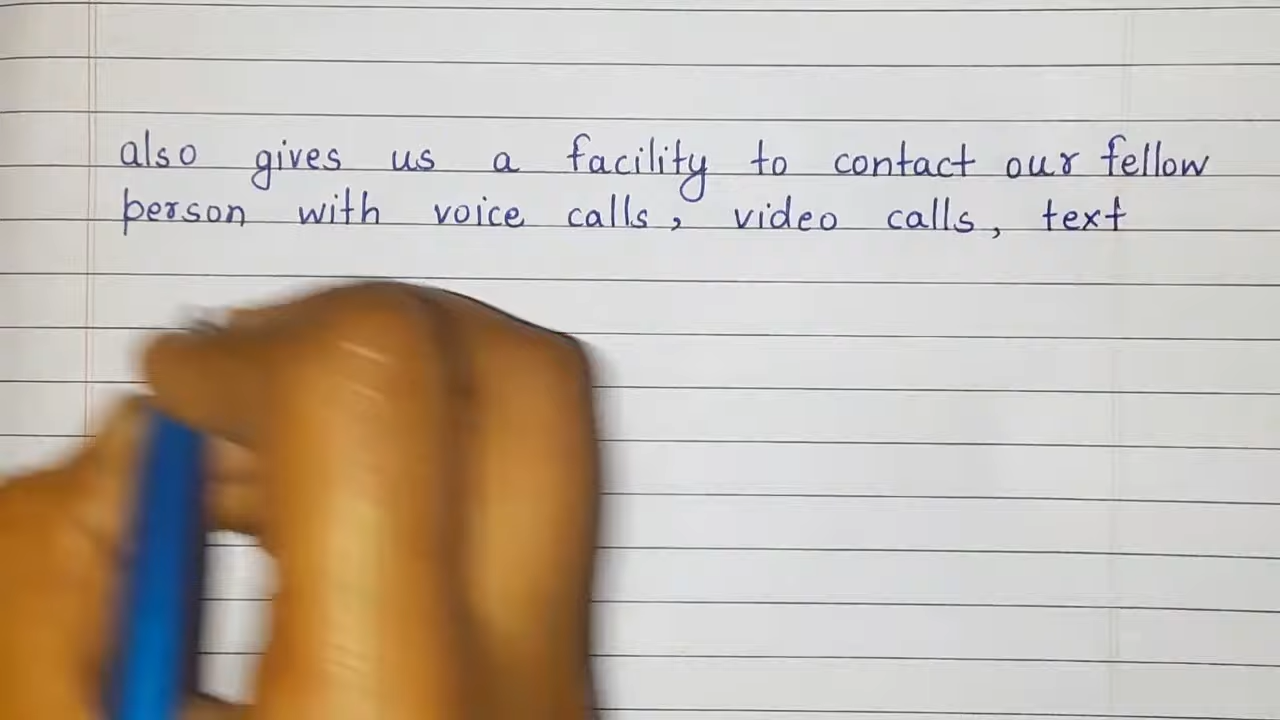 also gives us a facility to contact our fellow
person with voice calls, video calls, text